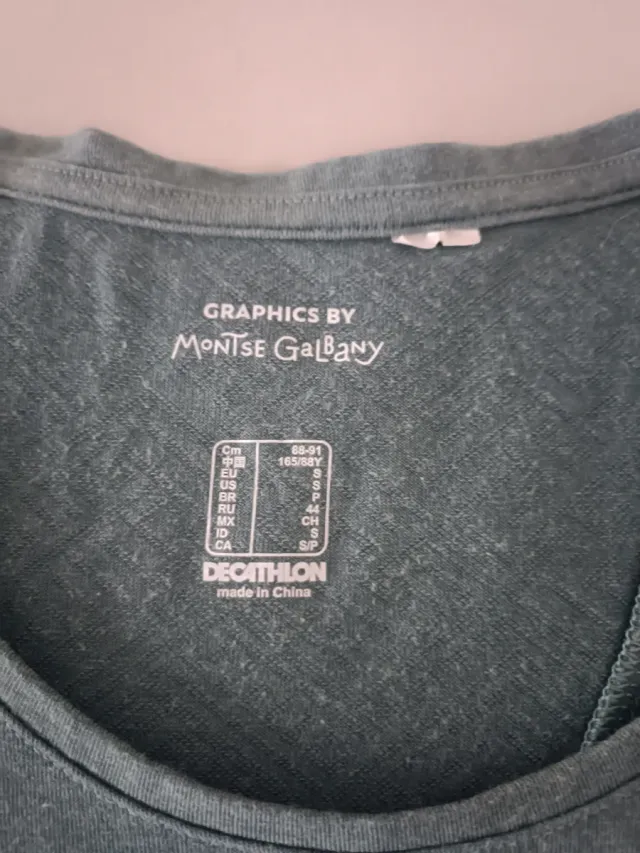 GRAPHICS BY
MONTSE GaLBaNY
Cm 88-91
中国 165/88Y
EU S
US S
BR P
RU 44
MX CH
ID S
CA S/P
DECATHLON
made in China